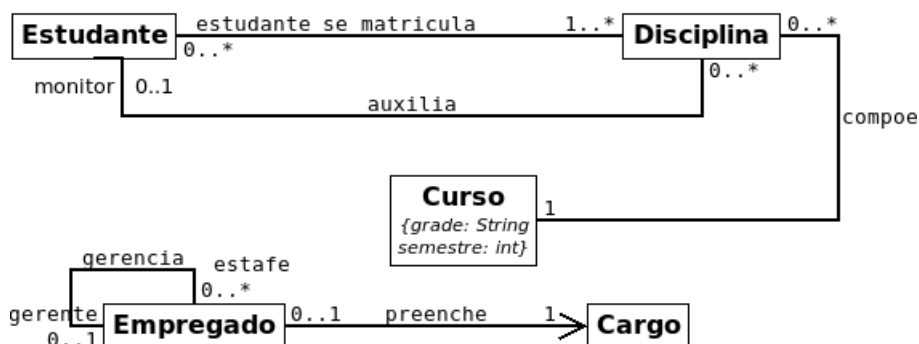 Estudante
estudante se matricula
1..*
Disciplina
0..*
0..*
0..*
monitor
0..1
auxilia
compoe
Curso
1
{grade: String
semestre: int}
gerencia
estafe
0..*
gerente
Empregado
0..1
preenche
1
Cargo
0..1